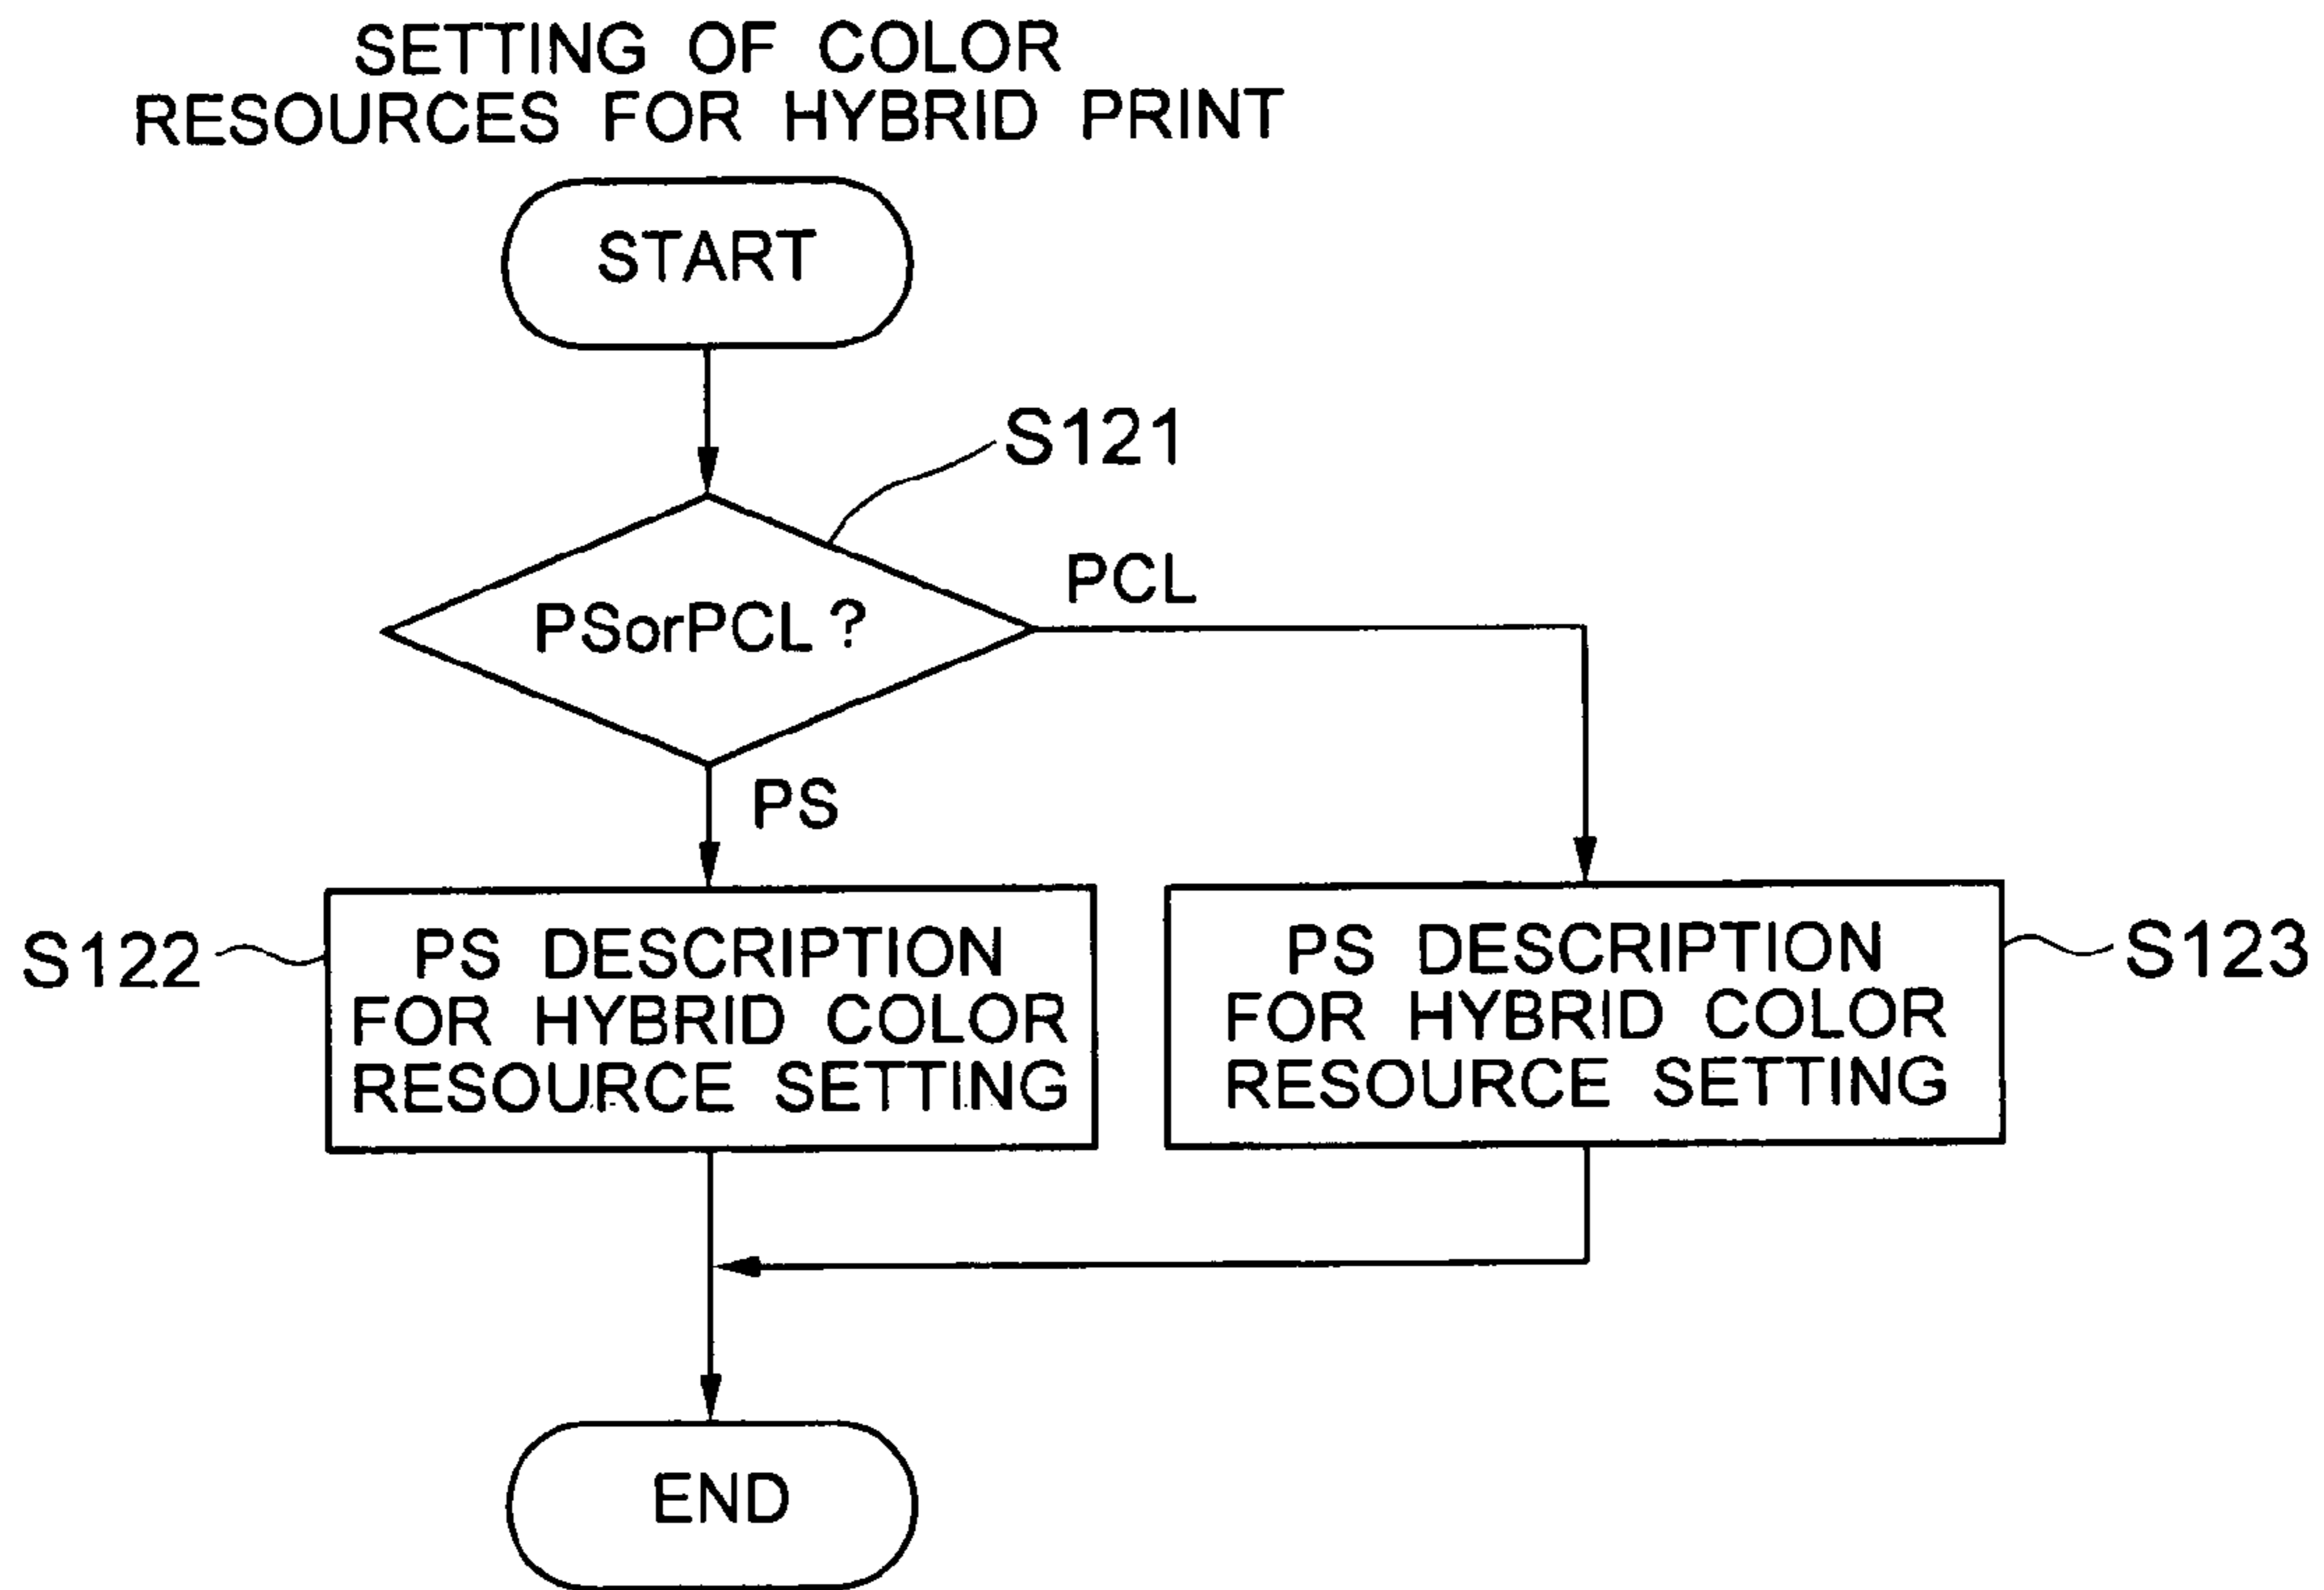 SETTING OF COLOR
RESOURCES FOR HYBRID PRINT
START
S121
PSorPCL ?
PCL
PS
S122
PS DESCRIPTION
FOR HYBRID COLOR
RESOURCE SETTING
PS DESCRIPTION
FOR HYBRID COLOR
RESOURCE SETTING
S123
END